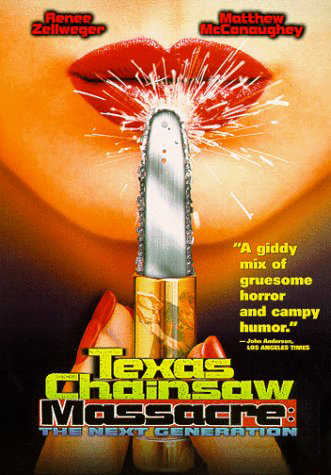 Renee Zellweger
Matthew McConaughey
"A giddy
mix of
gruesome
horror
and campy
humor."
— John Anderson,
LOS ANGELES TIMES
Texas
Chainsaw
Massacre:
THE NEXT GENERATION